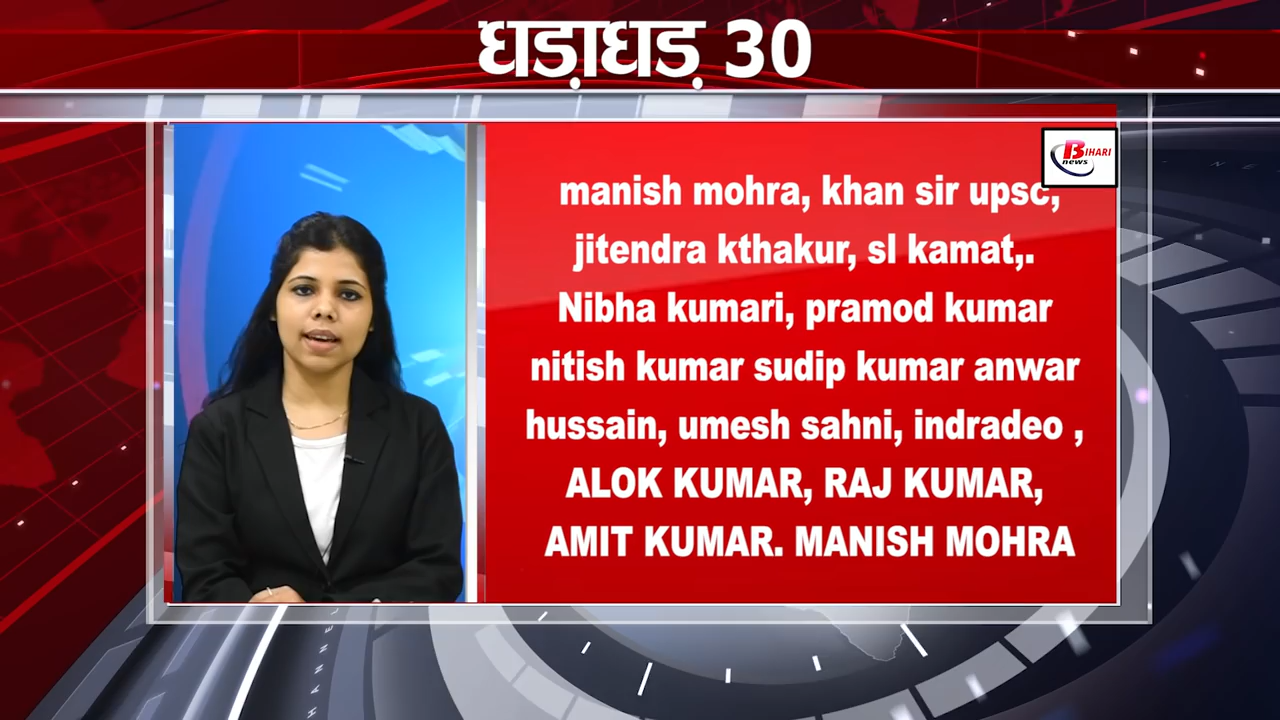 धड़ाधड़ 30
BIHARI
news
manish mohra, khan sir upsc,
jitendra kthakur, sl kamat,.
Nibha kumari, pramod kumar
nitish kumar sudip kumar anwar
hussain, umesh sahni, indradeo ,
ALOK KUMAR, RAJ KUMAR,
AMIT KUMAR. MANISH MOHRA